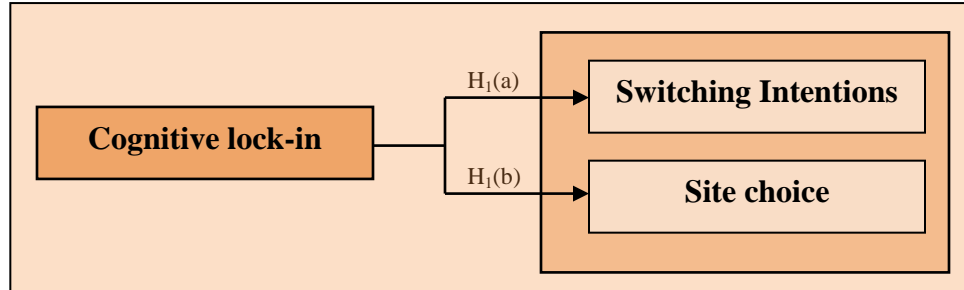 H₁(a)
Switching Intentions
Cognitive lock-in
H₁(b)
Site choice